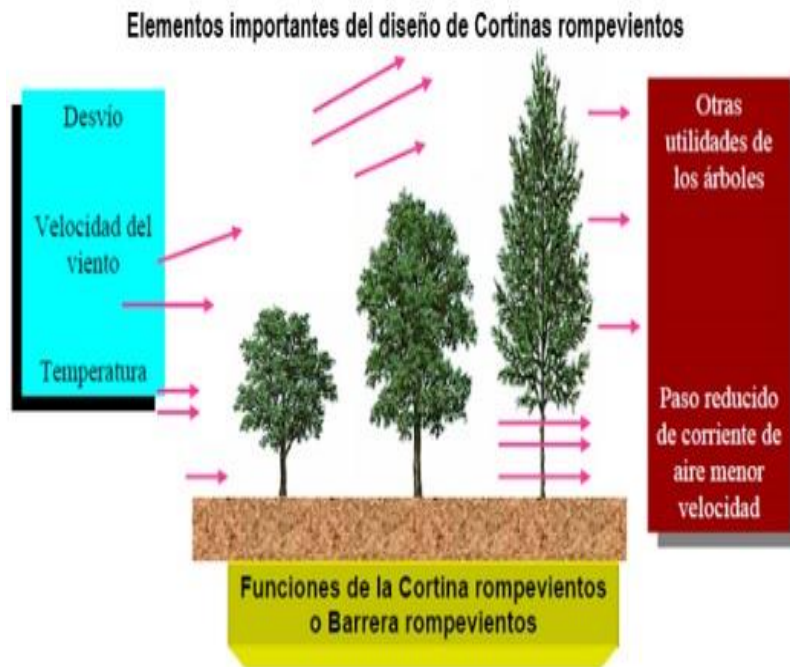 Elementos importantes del diseño de Cortinas rompevientos
Desvío
Velocidad del
viento
Temperatura
Otras
utilidades de
los árboles
Paso reducido
de corriente de
aire menor
velocidad
Funciones de la Cortina rompevientos
o Barrera rompevientos